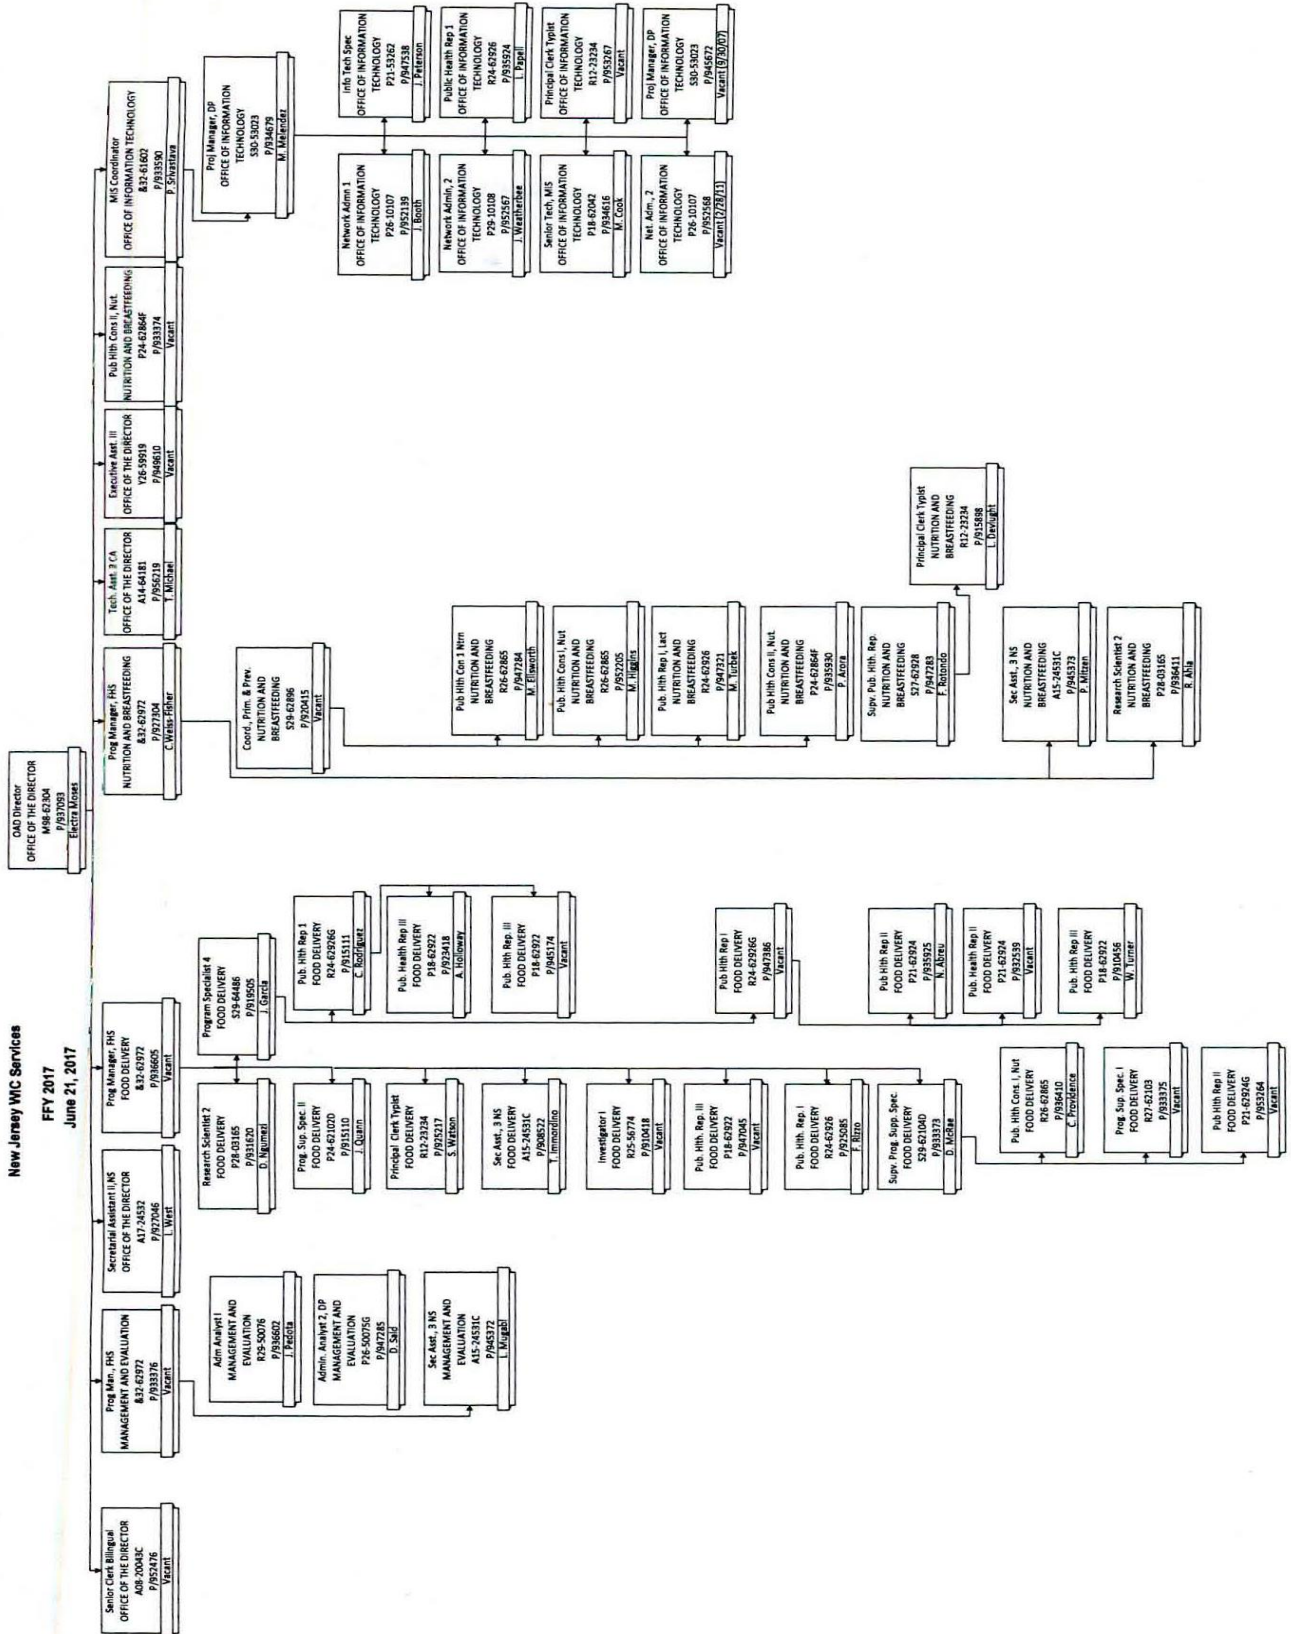 New Jersey WIC Services
FFY 2017
June 21, 2017
OAD Director
OFFICE OF THE DIRECTOR
M98-62304
P/937093
Electra Moses
Senior Clerk Bilingual
OFFICE OF THE DIRECTOR
A08-20043C
P/952476
Vacant
Prog Man., FHS
MANAGEMENT AND EVALUATION
&32-62972
P/933376
Vacant
Secretarial Assistant II,NS
OFFICE OF THE DIRECTOR
A17-24532
P/927046
L. West
Prog Manager, FHS
FOOD DELIVERY
&32-62972
P/936605
Vacant
Prog Manager, FHS
NUTRITION AND BREASTFEEDING
&32-62972
P/927304
C.Weiss-Fisher
Tech. Asst. 3 CA
OFFICE OF THE DIRECTOR
A14-64181
P/956219
T. Michael
Executive Asst. III
OFFICE OF THE DIRECTOR
Y26-59919
P/949610
Vacant
Pub Hlth Cons II, Nut.
NUTRITION AND BREASTFEEDING
P24-62864F
P/933374
Vacant
MIS Coordinator
OFFICE OF INFORMATION TECHNOLOGY
&32-61602
P/933590
P. Srivastava
Adm Analyst I
MANAGEMENT AND
EVALUATION
R29-50076
P/936602
J. Pedota
Admin. Analyst 2, DP
MANAGEMENT AND
EVALUATION
P26-50075G
P/947285
D. Said
Sec Asst., 3 NS
MANAGEMENT AND
EVALUATION
A15-24531C
P/945372
L. Mugabi
Research Scientist 2
FOOD DELIVERY
P28-03165
P/931620
D. Ngumezi
Prog. Sup. Spec. II
FOOD DELIVERY
P24-62102D
P/915110
J. Quann
Principal Clerk Typist
FOOD DELIVERY
R12-23234
P/925217
S. Watson
Sec Asst., 3 NS
FOOD DELIVERY
A15-24531C
P/908522
T. Immordino
Investigator I
FOOD DELIVERY
R25-56774
P/910418
Vacant
Pub. Hlth Rep. III
FOOD DELIVERY
P18-62922
P/947045
Vacant
Pub. Hlth. Rep. I
FOOD DELIVERY
R24-62926
P/925085
F. Rizro
Supv. Prog. Supp. Spec.
FOOD DELIVERY
S29-62104D
P/933373
D. McRae
Program Specialist 4
FOOD DELIVERY
S29-64486
P/919505
J. Garcia
Pub. Hlth Rep 1
FOOD DELIVERY
R24-62926G
P/915111
C. Rodriguez
Pub. Health Rep III
FOOD DELIVERY
P18-62922
P/923418
A. Holloway
Pub. Hlth Rep. III
FOOD DELIVERY
P18-62922
P/945174
Vacant
Pub Hlth Rep I
FOOD DELIVERY
R24-62926G
P/947386
Vacant
Pub Hlth Rep II
FOOD DELIVERY
P21-62924
P/935925
N. Abreu
Pub. Health Rep II
FOOD DELIVERY
P21-62924
P/932539
Vacant
Pub. Hlth Rep III
FOOD DELIVERY
P18-62922
P/910456
W. Turner
Pub. Hlth Cons. I, Nut
FOOD DELIVERY
R26-62865
P/936410
C. Providence
Prog. Sup. Spec. I
FOOD DELIVERY
R27-62103
P/933375
Vacant
Pub Hlth Rep II
FOOD DELIVERY
P21-62924G
P/953264
Vacant
Coord., Prim. & Prev.
NUTRITION AND
BREASTFEEDING
S29-62896
P/920415
Vacant
Pub Hlth Con 1 Ntrn
NUTRITION AND
BREASTFEEDING
R26-62865
P/947284
M. Ellsworth
Pub. Hlth Cons I, Nut
NUTRITION AND
BREASTFEEDING
R26-62865
P/952205
M. Higgins
Pub. Hlth Rep I, Lact
NUTRITION AND
BREASTFEEDING
R24-62926
P/947321
M. Turbek
Pub Hlth Cons II, Nut.
NUTRITION AND
BREASTFEEDING
P24-62864F
P/935930
P. Arora
Supv. Pub. Hlth. Rep.
NUTRITION AND
BREASTFEEDING
S27-62928
P/947283
F. Rotondo
Principal Clerk Typist
NUTRITION AND
BREASTFEEDING
R12-23234
P/915898
L. Devlught
Sec Asst., 3 NS
NUTRITION AND
BREASTFEEDING
A15-24531C
P/945373
P. Mitzen
Research Scientist 2
NUTRITION AND
BREASTFEEDING
P28-03165
P/936411
R. Ahla
Proj Manager, DP
OFFICE OF INFORMATION
TECHNOLOGY
S30-53023
P/934679
M. Melendez
Network Admn 1
OFFICE OF INFORMATION
TECHNOLOGY
P26-10107
P/952139
J. Booth
Info Tech Spec
OFFICE OF INFORMATION
TECHNOLOGY
P21-53262
P/947538
J. Peterson
Network Admin, 2
OFFICE OF INFORMATION
TECHNOLOGY
P29-10108
P/952567
J. Weatherbee
Public Health Rep 1
OFFICE OF INFORMATION
TECHNOLOGY
R24-62926
P/935924
L. Papell
Senior Tech, MIS
OFFICE OF INFORMATION
TECHNOLOGY
P18-62042
P/934616
M. Cook
Principal Clerk Typist
OFFICE OF INFORMATION
TECHNOLOGY
R12-23234
P/953267
Vacant
Net. Adm., 2
OFFICE OF INFORMATION
TECHNOLOGY
P26-10107
P/952568
Vacant (2/28/11)
Proj Manager, DP
OFFICE OF INFORMATION
TECHNOLOGY
S30-53023
P/945672
Vacant (9/30/07)